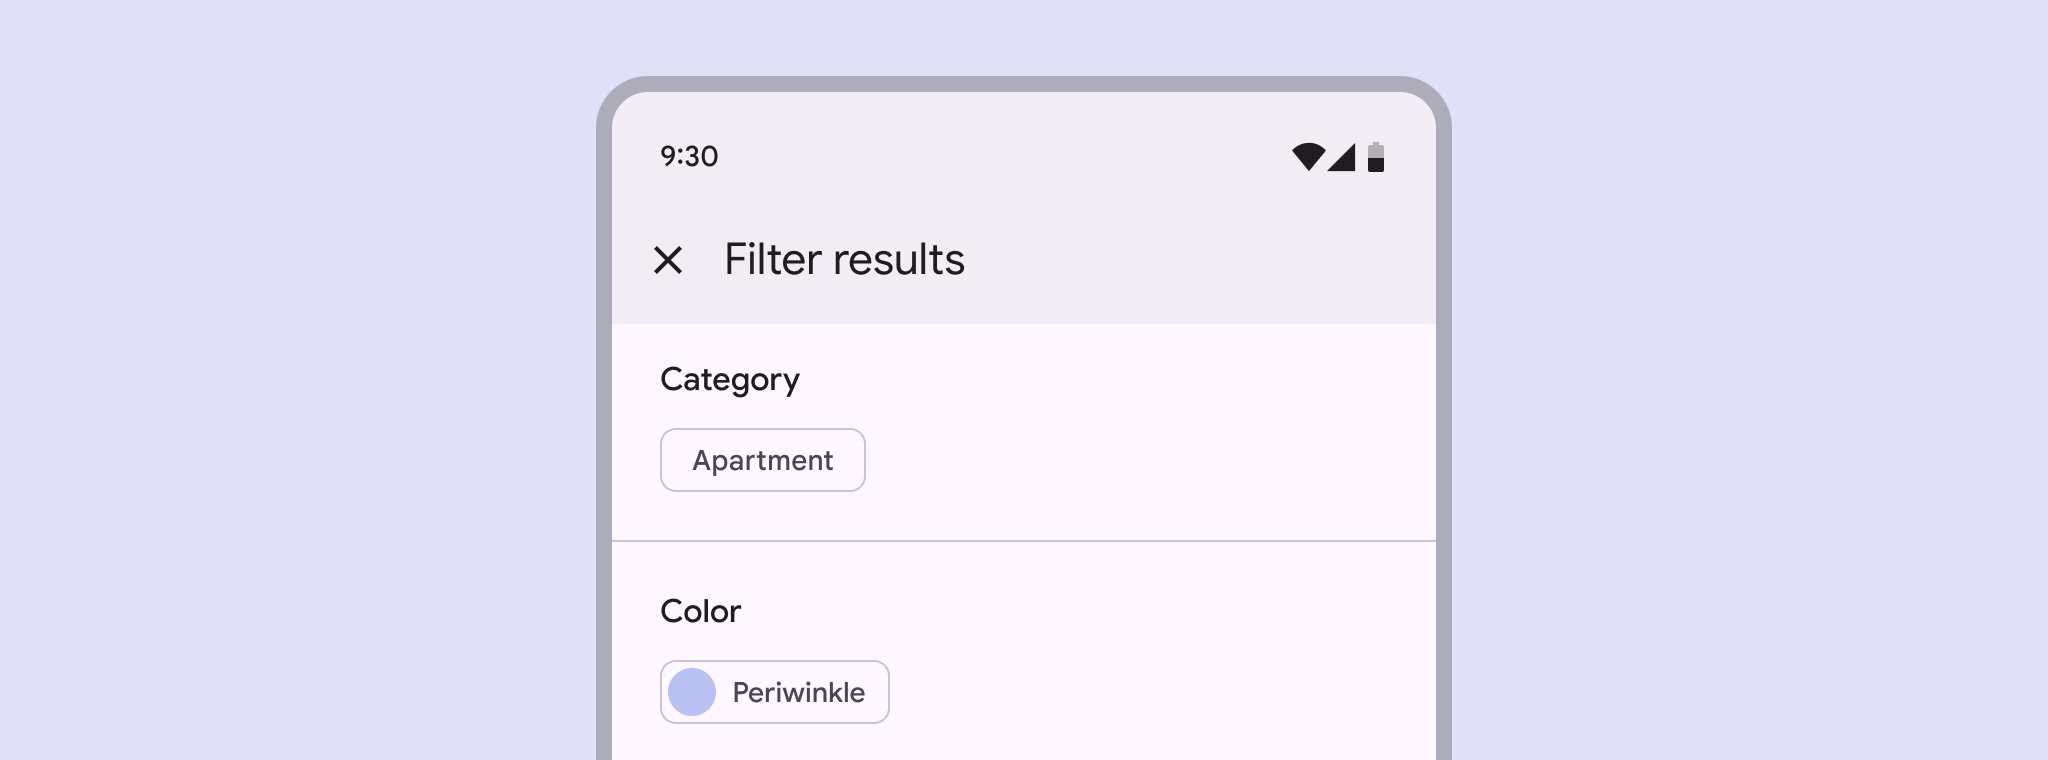 9:30
Filter results
Category
Apartment
Color
Periwinkle